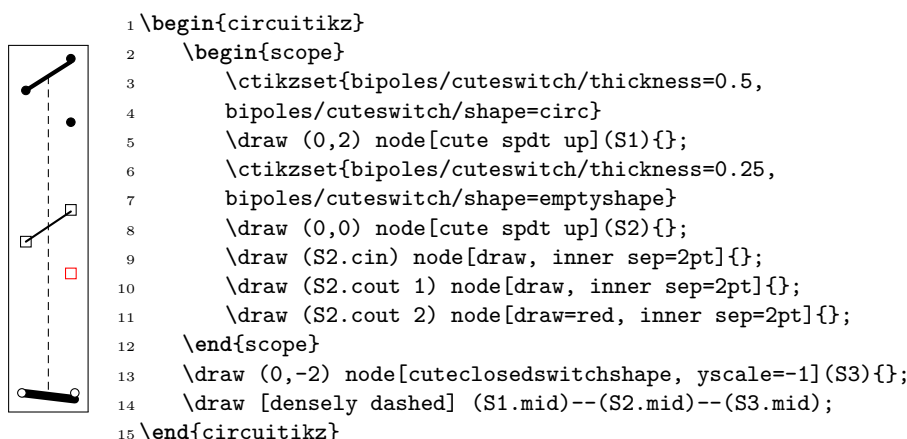 1 \begin{circuitikz}
2     \begin{scope}
3         \ctikzset{bipoles/cuteswitch/thickness=0.5,
4         bipoles/cuteswitch/shape=circ}
5         \draw (0,2) node[cute spdt up](S1){};
6         \ctikzset{bipoles/cuteswitch/thickness=0.25,
7         bipoles/cuteswitch/shape=emptyshape}
8         \draw (0,0) node[cute spdt up](S2){};
9         \draw (S2.cin) node[draw, inner sep=2pt]{};
10         \draw (S2.cout 1) node[draw, inner sep=2pt]{};
11         \draw (S2.cout 2) node[draw=red, inner sep=2pt]{};
12     \end{scope}
13     \draw (0,-2) node[cuteclosedswitchshape, yscale=-1](S3){};
14     \draw [densely dashed] (S1.mid)--(S2.mid)--(S3.mid);
15 \end{circuitikz}